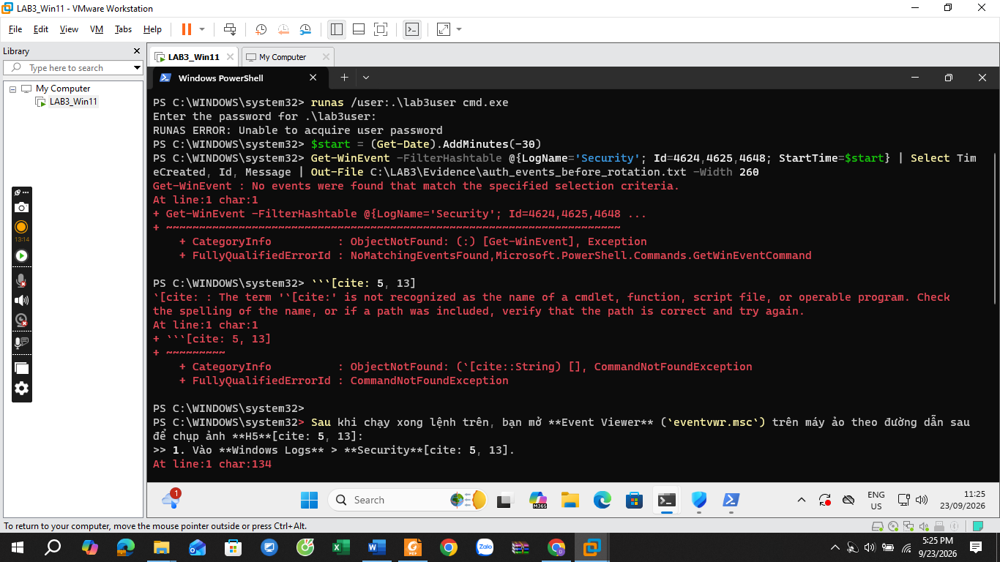 LAB3_Win11 - VMware Workstation
File Edit View VM Tabs Help
Library
LAB3_Win11
My Computer
Type here to search
Windows PowerShell
My Computer
LAB3_Win11
PS C:\WINDOWS\system32> runas /user:.\lab3user cmd.exe
Enter the password for .\lab3user:
RUNAS ERROR: Unable to acquire user password
PS C:\WINDOWS\system32> $start = (Get-Date).AddMinutes(-30)
PS C:\WINDOWS\system32> Get-WinEvent -FilterHashtable @{LogName='Security'; Id=4624,4625,4648; StartTime=$start} | Select Tim
eCreated, Id, Message | Out-File C:\LAB3\Evidence\auth_events_before_rotation.txt -Width 260
Get-WinEvent : No events were found that match the specified selection criteria.
At line:1 char:1
+ Get-WinEvent -FilterHashtable @{LogName='Security'; Id=4624,4625,4648 ...
+ ~~~~~~~~~~~~~~~~~~~~~~~~~~~~~~~~~~~~~~~~~~~~~~~~~~~~~~~~~~~~~~~~~~~~~
+ CategoryInfo : ObjectNotFound: (:) [Get-WinEvent], Exception
+ FullyQualifiedErrorId : NoMatchingEventsFound,Microsoft.PowerShell.Commands.GetWinEventCommand
PS C:\WINDOWS\system32> ```[cite: 5, 13]
`[cite: : The term '`[cite:' is not recognized as the name of a cmdlet, function, script file, or operable program. Check
the spelling of the name, or if a path was included, verify that the path is correct and try again.
At line:1 char:1
+ ```[cite: 5, 13]
+ ~~~~~~~~~
+ CategoryInfo : ObjectNotFound: (`[cite::String) [], CommandNotFoundException
+ FullyQualifiedErrorId : CommandNotFoundException
PS C:\WINDOWS\system32>
PS C:\WINDOWS\system32> Sau khi chạy xong lệnh trên, bạn mở **Event Viewer** (`eventvwr.msc`) trên máy ảo theo đường dẫn sau
để chụp ảnh **H5**[cite: 5, 13]:
>> 1. Vào **Windows Logs** > **Security**[cite: 5, 13].
At line:1 char:134
13:14
1
Search
M365
ENG
US
11:25
23/09/2026
To return to your computer, move the mouse pointer outside or press Ctrl+Alt.
Zalo
PDF
5:25 PM
9/23/2026